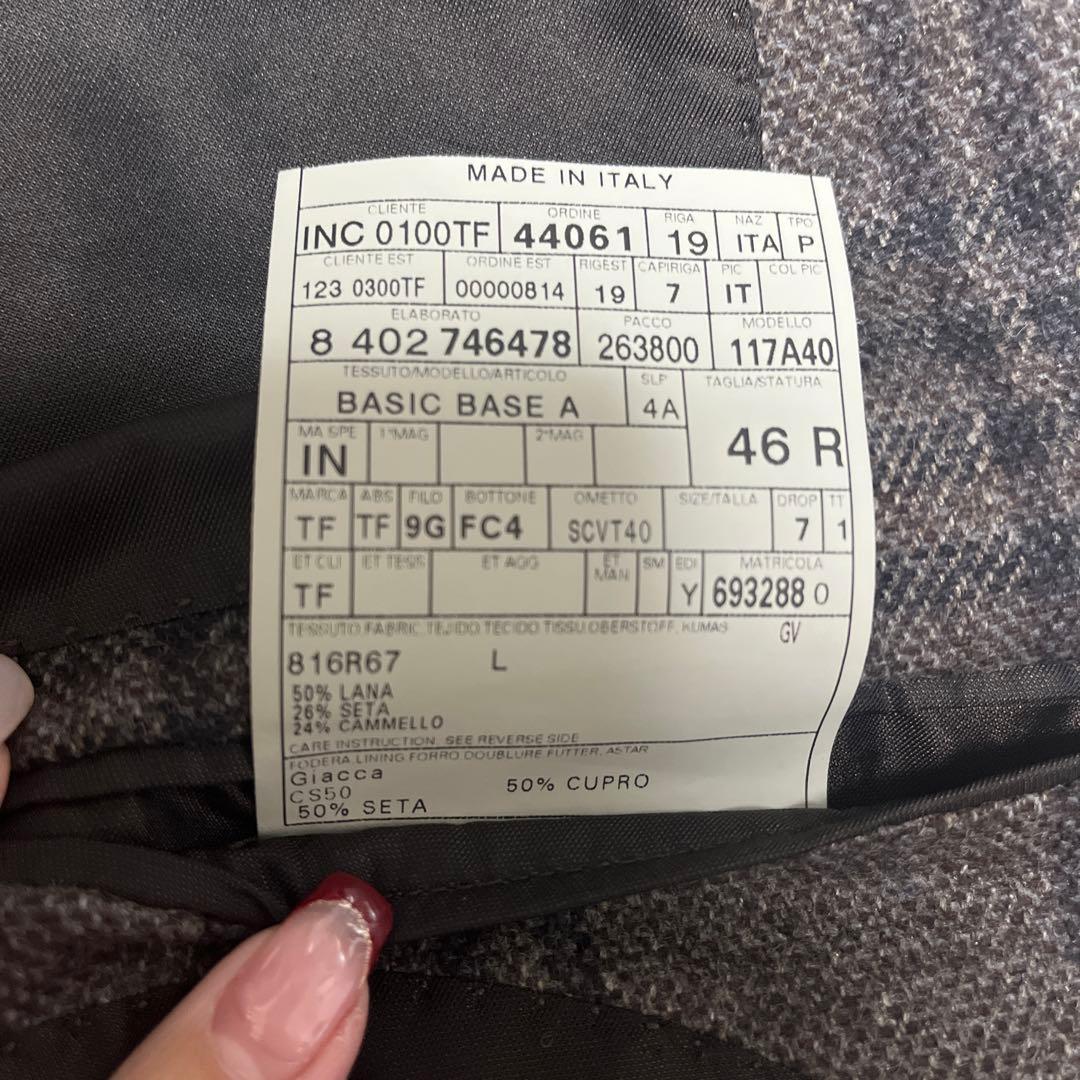 MADE IN ITALY
CLIENTE ORDINE RIGA NAZ TPO
INC 0100TF 44061 19 ITA P
CLIENTE EST ORDINE EST RIGEST CAPIRIGA PIC COL PIC
123 0300TF 00000814 19 7 IT
ELABORATO PACCO MODELLO
8 402 746478 263800 117A40
TESSUTO/MODELLO/ARTICOLO SLP TAGLIA/STATURA
BASIC BASE A 4A 46 R
MA SPE 1°MAG 2°MAG
IN
MARCA ABS FILO BOTTONE OMETTO SIZE/TALLA DROP TT
TF TF 9G FC4 SCVT40 7 1
ET CLI ET TESS ET AGG ET MAN SM EDI MATRICOLA
TF Y 693288 0
TESSUTO FABRIC TEJIDO TECIDO TISSU OBERSTOFF, KUMAS GV
816R67 L
50% LANA
26% SETA
24% CAMMELLO
CARE INSTRUCTION SEE REVERSE SIDE
FODERA LINING FORRO DOUBLURE FUTTER, ASTAR
Giacca
CS50 50% CUPRO
50% SETA